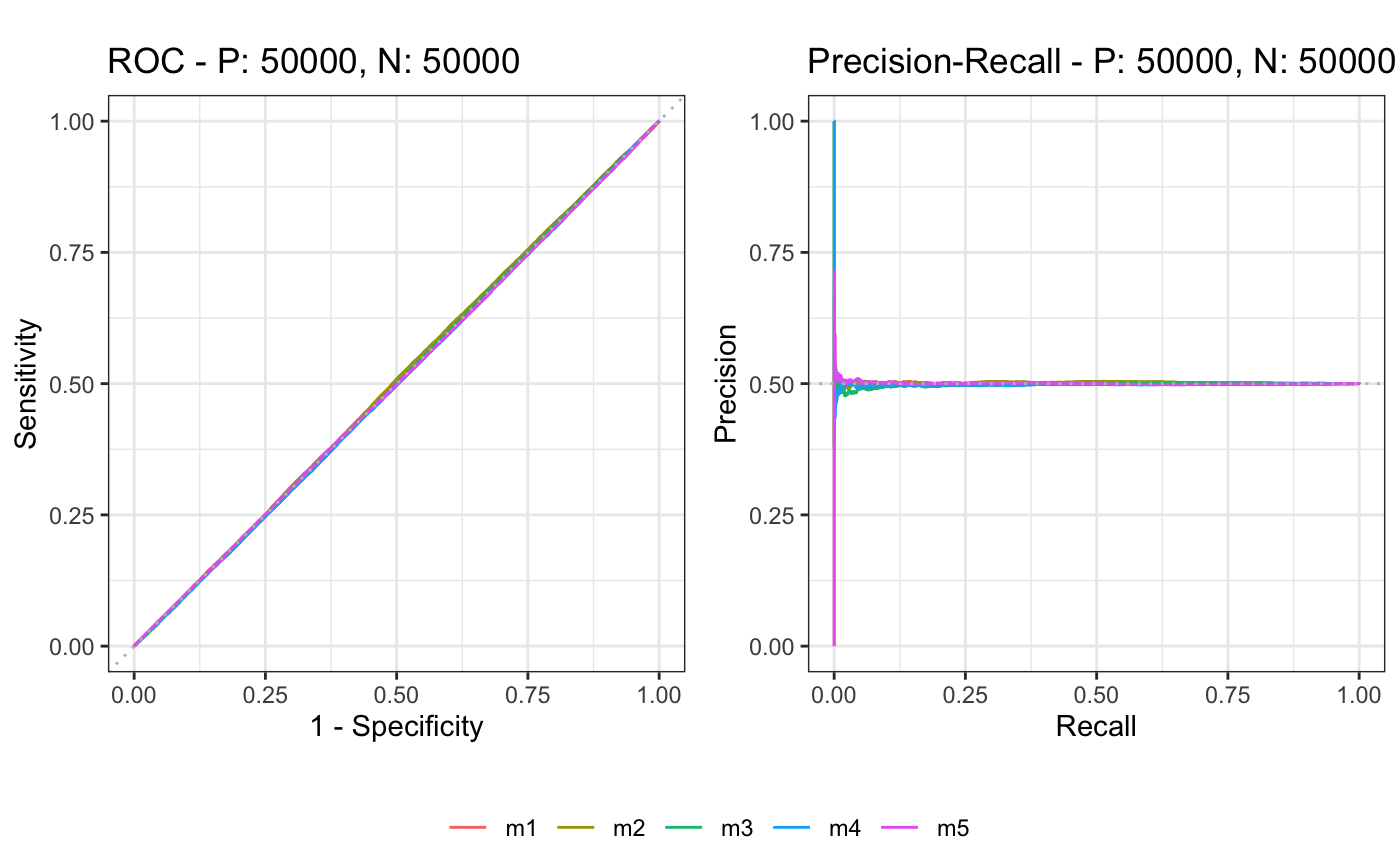 ROC - P: 50000, N: 50000
1.00
0.75
0.50
0.25
0.00
Sensitivity
0.00 0.25 0.50 0.75 1.00
1 - Specificity
Precision-Recall - P: 50000, N: 50000
1.00
0.75
0.50
0.25
0.00
Precision
0.00 0.25 0.50 0.75 1.00
Recall
m1 m2 m3 m4 m5